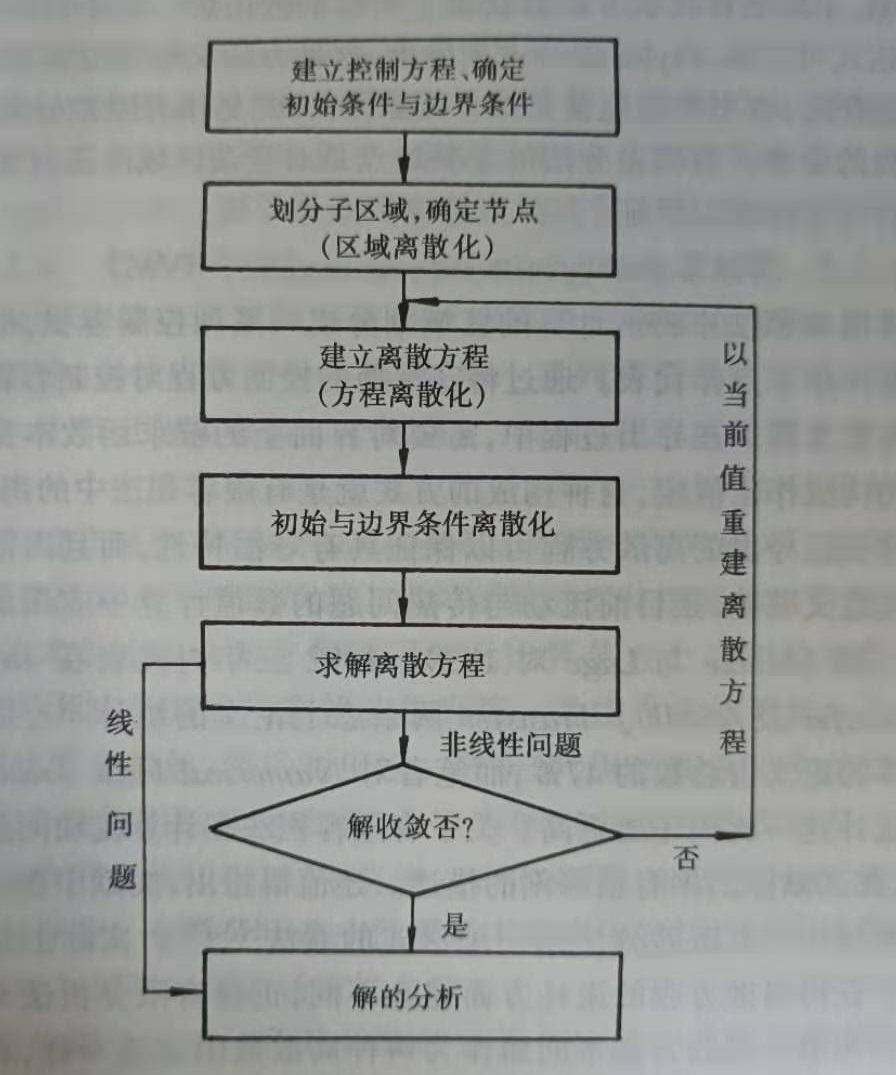 建立控制方程、确定
初始条件与边界条件
划分子区域,确定节点
(区域离散化)
建立离散方程
(方程离散化)
初始与边界条件离散化
求解离散方程
非线性问题
解收敛否?
否
是
解的分析
线性问题
以当前值重建离散方程